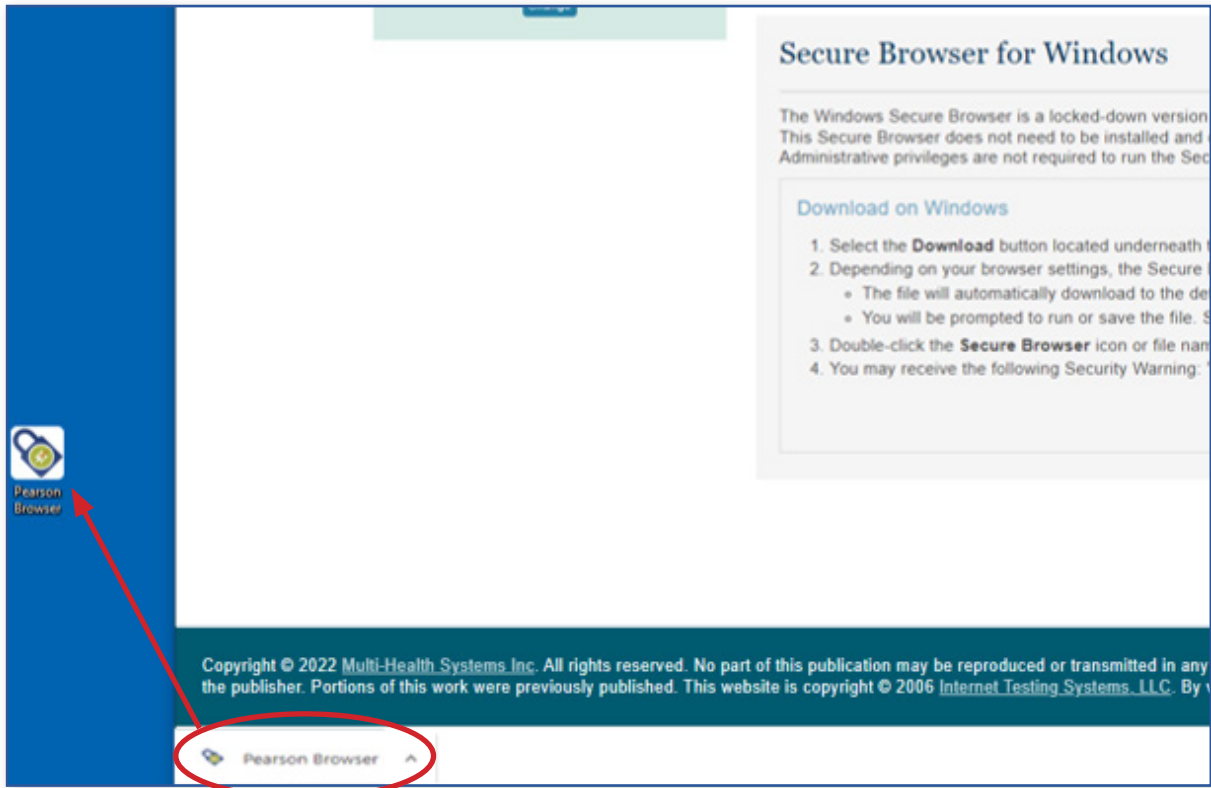 Change
Secure Browser for Windows
The Windows Secure Browser is a locked-down version
This Secure Browser does not need to be installed and
Administrative privileges are not required to run the Sec
Download on Windows
1. Select the Download button located underneath t
2. Depending on your browser settings, the Secure
The file will automatically download to the de
You will be prompted to run or save the file. S
3. Double-click the Secure Browser icon or file nam
4. You may receive the following Security Warning: "
Pearson
Browser
Copyright © 2022 Multi-Health Systems Inc. All rights reserved. No part of this publication may be reproduced or transmitted in any
the publisher. Portions of this work were previously published. This website is copyright © 2006 Internet Testing Systems, LLC. By
Pearson Browser